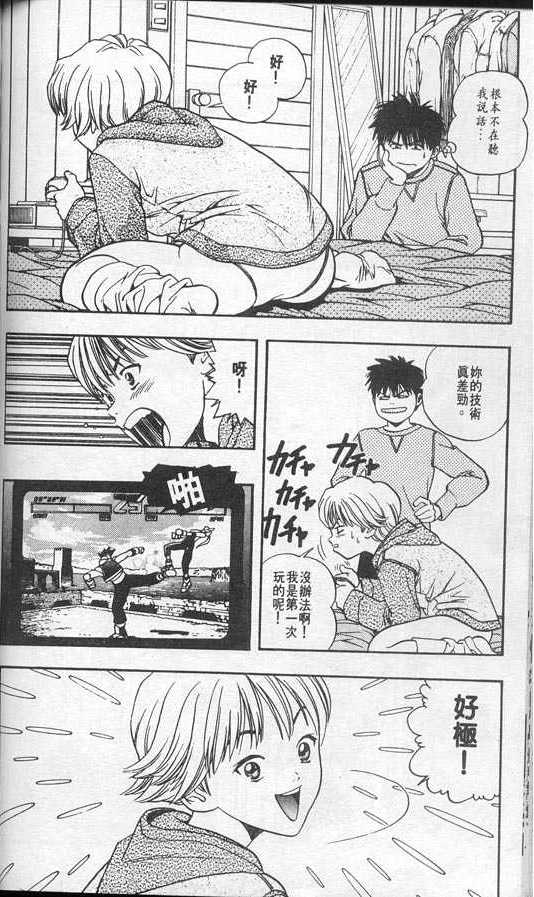 根本不在聽
我說話…
好！
好！
妳的技術
真差勁。
カチャ
カチャ
カチャ
カチャ
沒辦法啊！
我是第一次
玩的呢！
呀！
啪
好極！